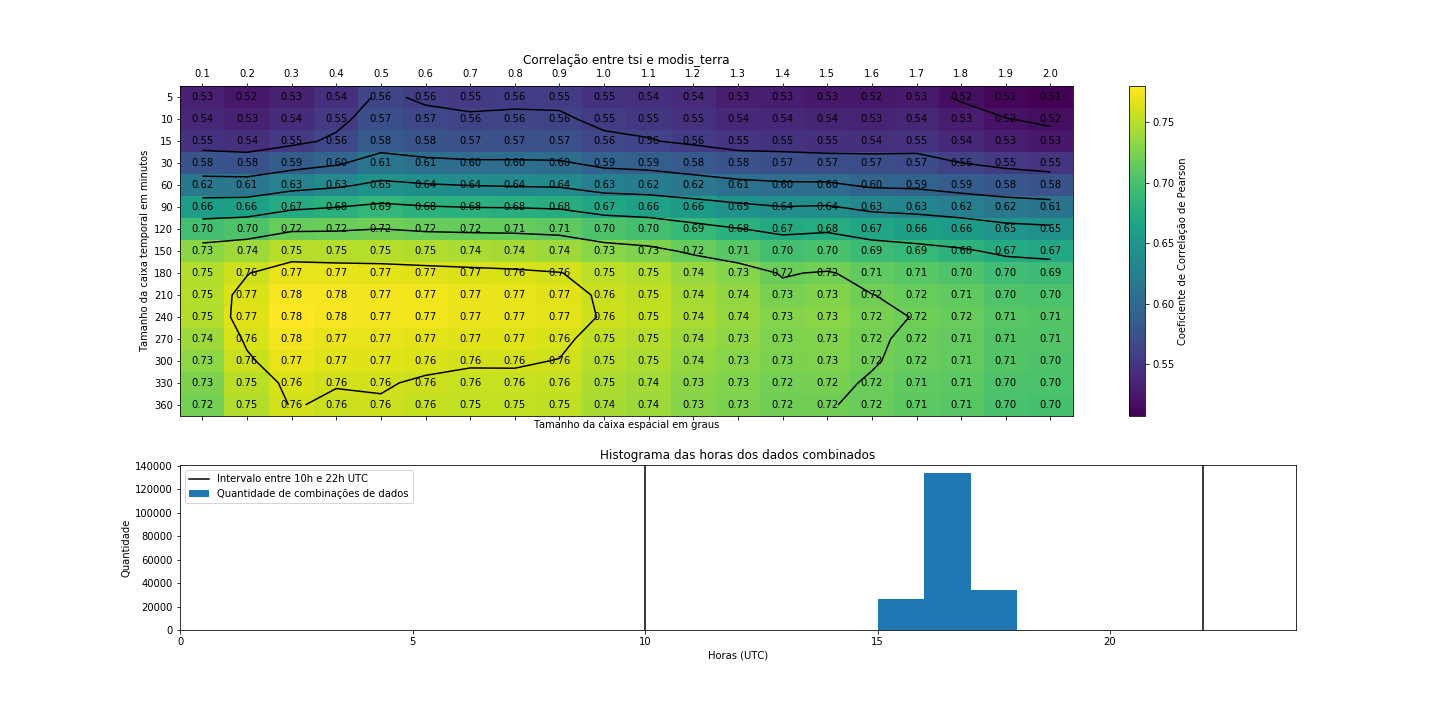 Correlação entre tsi e modis_terra
0.1 0.2 0.3 0.4 0.5 0.6 0.7 0.8 0.9 1.0 1.1 1.2 1.3 1.4 1.5 1.6 1.7 1.8 1.9 2.0
5 0.53 0.52 0.53 0.54 0.56 0.56 0.55 0.56 0.56 0.55 0.54 0.54 0.53 0.53 0.53 0.52 0.53 0.52 0.51 0.51
10 0.54 0.53 0.54 0.55 0.57 0.57 0.56 0.56 0.56 0.55 0.55 0.55 0.54 0.54 0.54 0.53 0.54 0.53 0.52 0.52
15 0.55 0.54 0.55 0.56 0.58 0.58 0.57 0.57 0.57 0.56 0.56 0.56 0.55 0.55 0.55 0.54 0.55 0.54 0.53 0.53
30 0.58 0.58 0.59 0.60 0.61 0.61 0.60 0.60 0.60 0.59 0.59 0.58 0.58 0.57 0.57 0.57 0.57 0.56 0.55 0.55
60 0.62 0.61 0.63 0.63 0.65 0.64 0.64 0.64 0.64 0.63 0.62 0.62 0.61 0.60 0.60 0.60 0.59 0.59 0.58 0.58
90 0.66 0.66 0.67 0.68 0.69 0.68 0.68 0.68 0.68 0.67 0.66 0.66 0.65 0.64 0.64 0.63 0.63 0.62 0.62 0.61
120 0.70 0.70 0.72 0.72 0.72 0.72 0.72 0.71 0.71 0.70 0.70 0.69 0.68 0.67 0.68 0.67 0.66 0.66 0.65 0.65
150 0.73 0.74 0.75 0.75 0.75 0.75 0.74 0.74 0.74 0.73 0.73 0.72 0.71 0.70 0.70 0.69 0.69 0.68 0.67 0.67
180 0.75 0.76 0.77 0.77 0.77 0.77 0.77 0.76 0.76 0.75 0.75 0.74 0.73 0.72 0.72 0.71 0.71 0.70 0.70 0.69
210 0.75 0.77 0.78 0.78 0.77 0.77 0.77 0.77 0.77 0.76 0.75 0.74 0.74 0.73 0.73 0.72 0.72 0.71 0.70 0.70
240 0.75 0.77 0.78 0.78 0.77 0.77 0.77 0.77 0.77 0.76 0.75 0.74 0.74 0.73 0.73 0.72 0.72 0.72 0.71 0.71
270 0.74 0.76 0.78 0.77 0.77 0.77 0.77 0.77 0.76 0.75 0.75 0.74 0.74 0.73 0.73 0.72 0.72 0.71 0.71 0.71
300 0.73 0.76 0.77 0.77 0.77 0.76 0.76 0.76 0.76 0.75 0.75 0.74 0.73 0.73 0.73 0.72 0.72 0.71 0.71 0.70
330 0.73 0.75 0.76 0.76 0.76 0.76 0.76 0.76 0.76 0.75 0.74 0.73 0.73 0.72 0.72 0.72 0.71 0.71 0.70 0.70
360 0.72 0.75 0.76 0.76 0.76 0.76 0.75 0.75 0.75 0.74 0.74 0.73 0.73 0.72 0.72 0.72 0.71 0.71 0.70 0.70
Tamanho da caixa temporal em minutos
Tamanho da caixa espacial em graus
0.75
0.70
0.65
0.60
0.55
Coeficiente de Correlação de Pearson
Histograma das horas dos dados combinados
Intervalo entre 10h e 22h UTC
Quantidade de combinações de dados
140000
120000
100000
80000
60000
40000
20000
0
Quantidade
0 5 10 15 20
Horas (UTC)